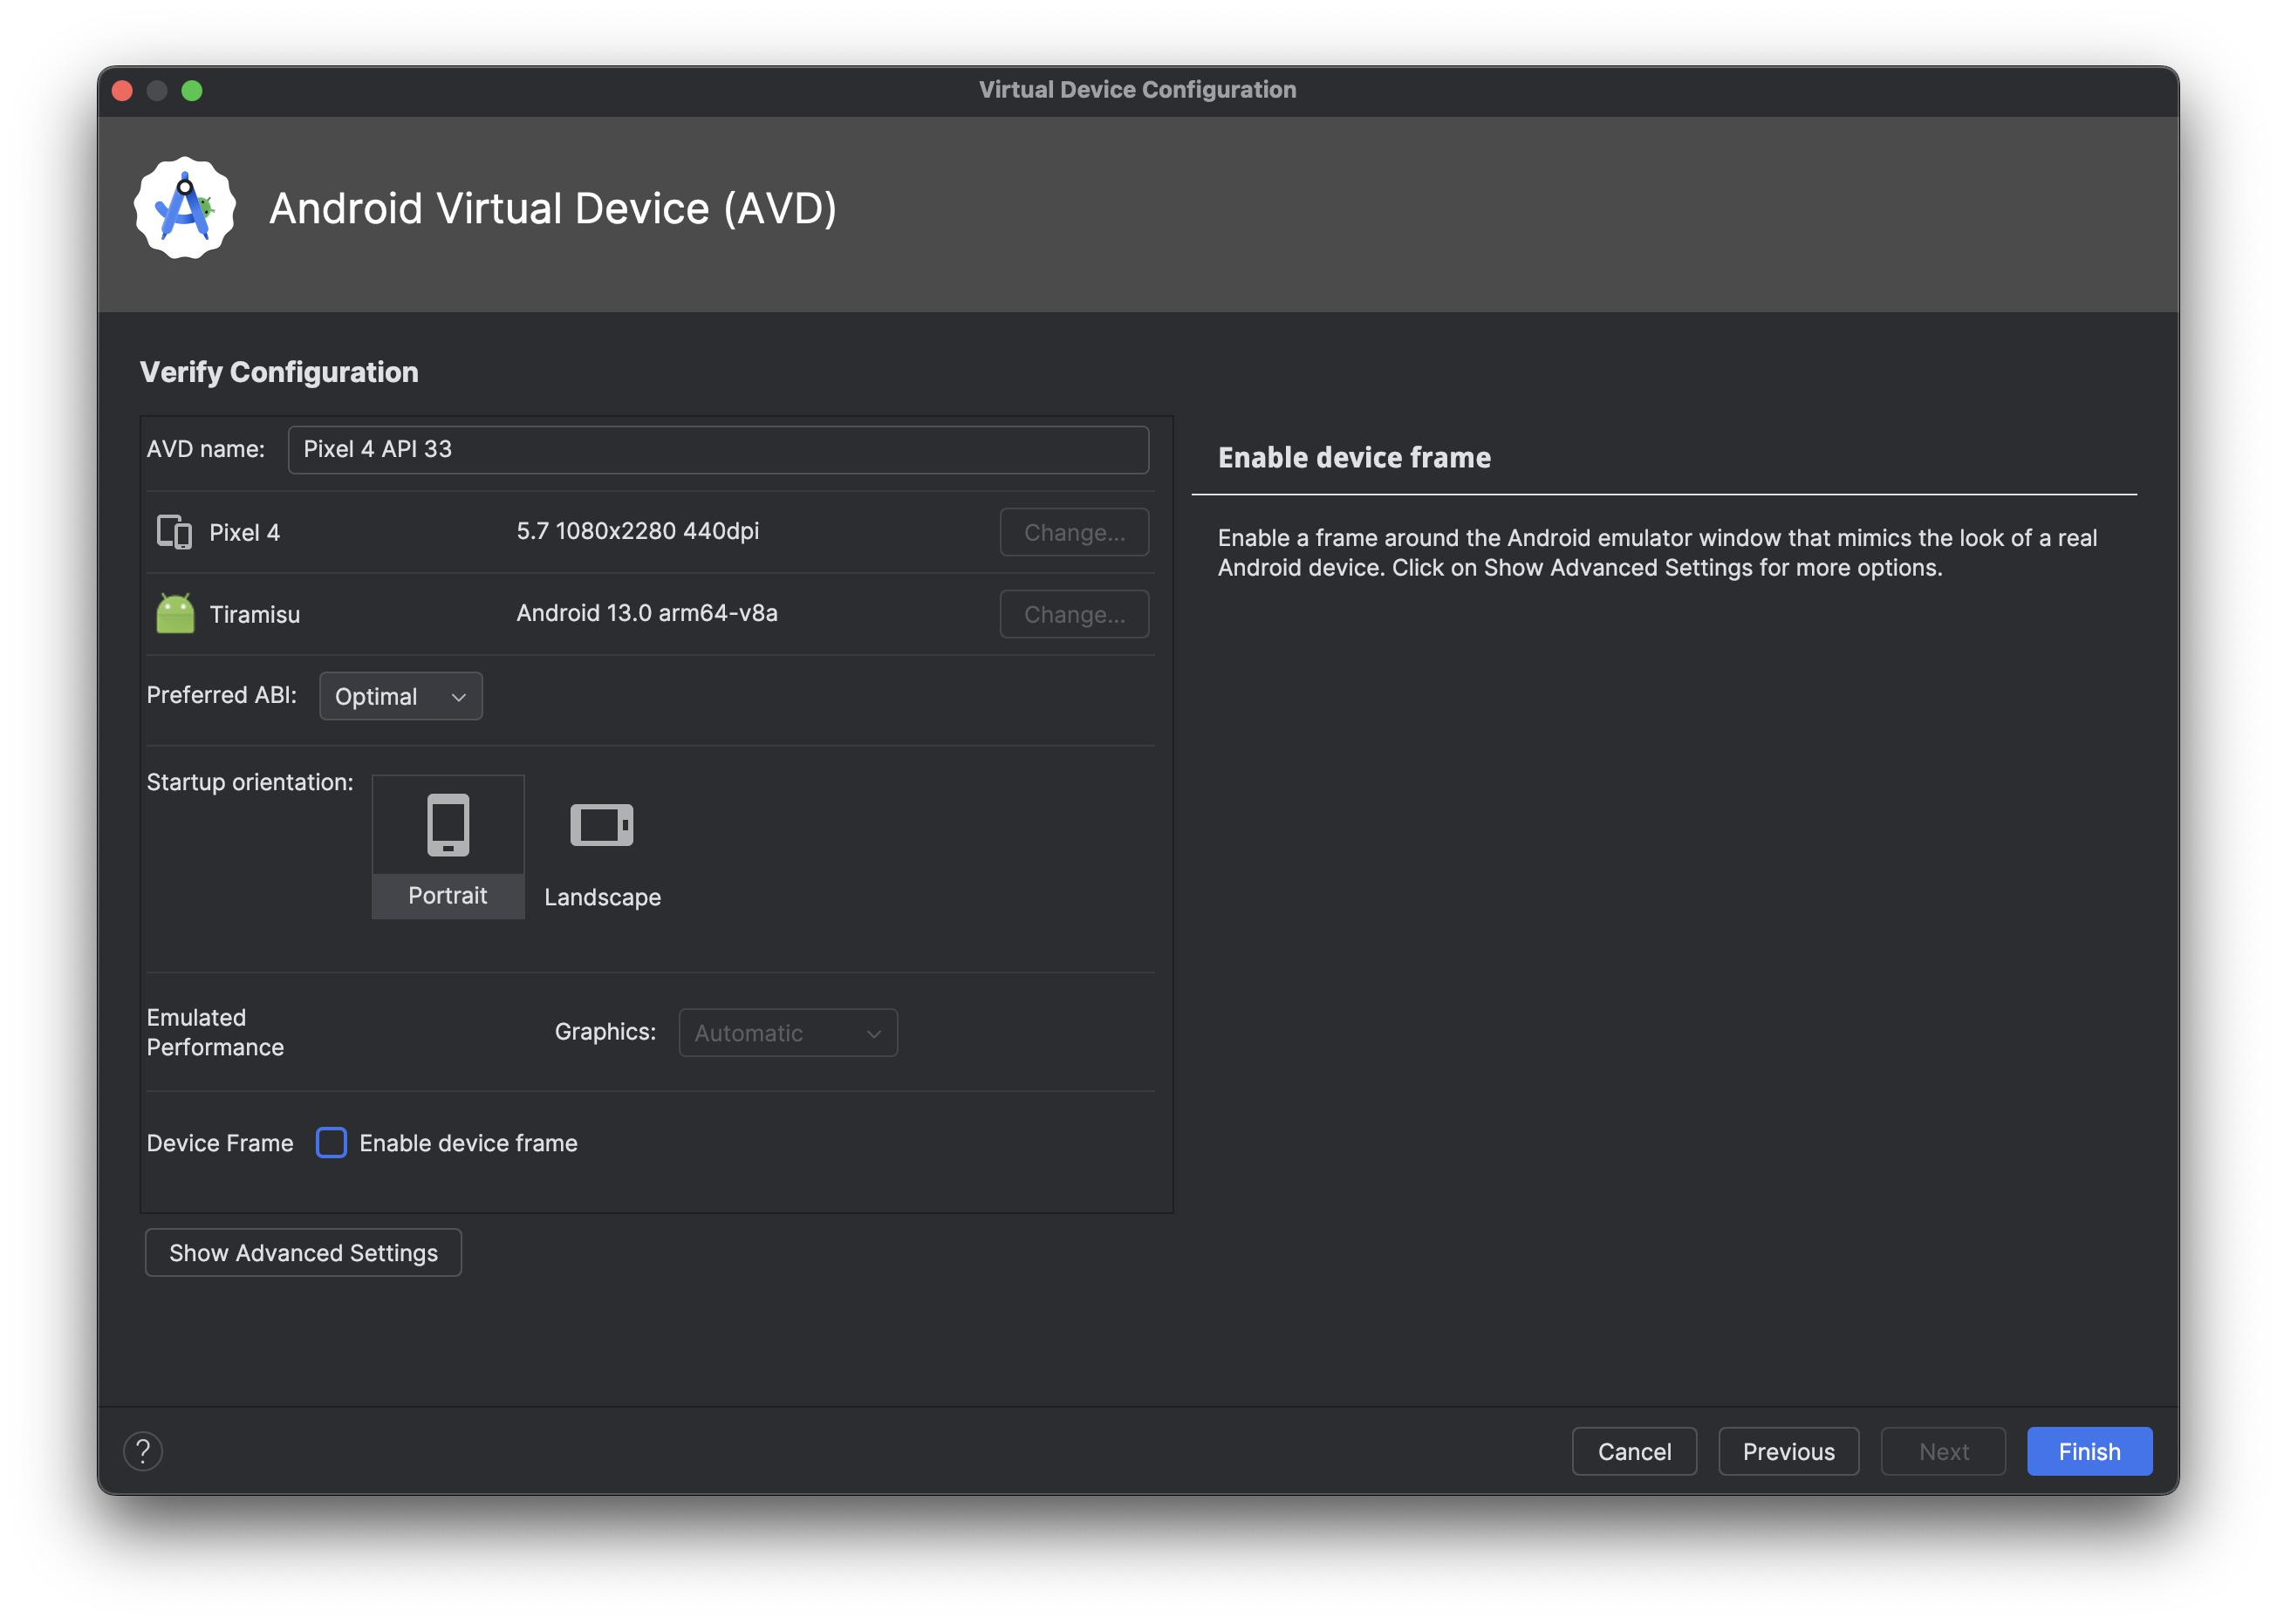 Virtual Device Configuration
Android Virtual Device (AVD)
Verify Configuration
AVD name: Pixel 4 API 33
Pixel 4 5.7 1080x2280 440dpi Change...
Tiramisu Android 13.0 arm64-v8a Change...
Preferred ABI: Optimal
Startup orientation:
Portrait
Landscape
Emulated
Performance
Graphics: Automatic
Device Frame Enable device frame
Show Advanced Settings
Enable device frame
Enable a frame around the Android emulator window that mimics the look of a real
Android device. Click on Show Advanced Settings for more options.
?
Cancel Previous Next Finish